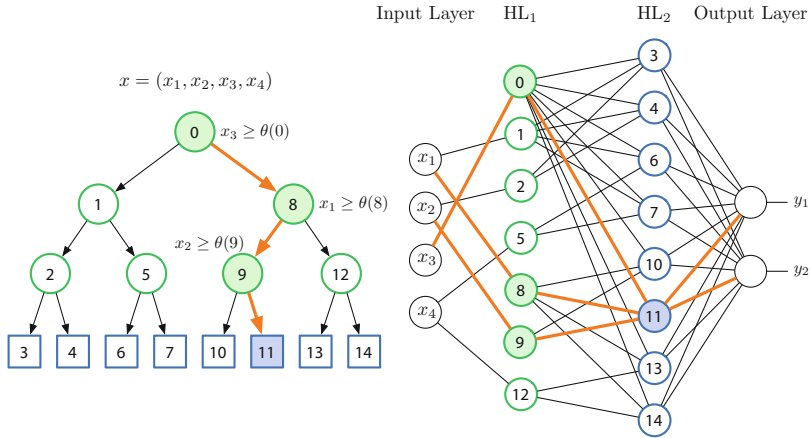 Input Layer HL₁ HL₂ Output Layer
x = (x₁, x₂, x₃, x₄)
0 x₃ ≥ θ(0)
1 8 x₁ ≥ θ(8)
x₂ ≥ θ(9)
2 5 9 12
3 4 6 7 10 11 13 14
x₁
x₂
x₃
x₄
0
1
2
5
8
9
12
3
4
6
7
10
11
13
14
y₁
y₂